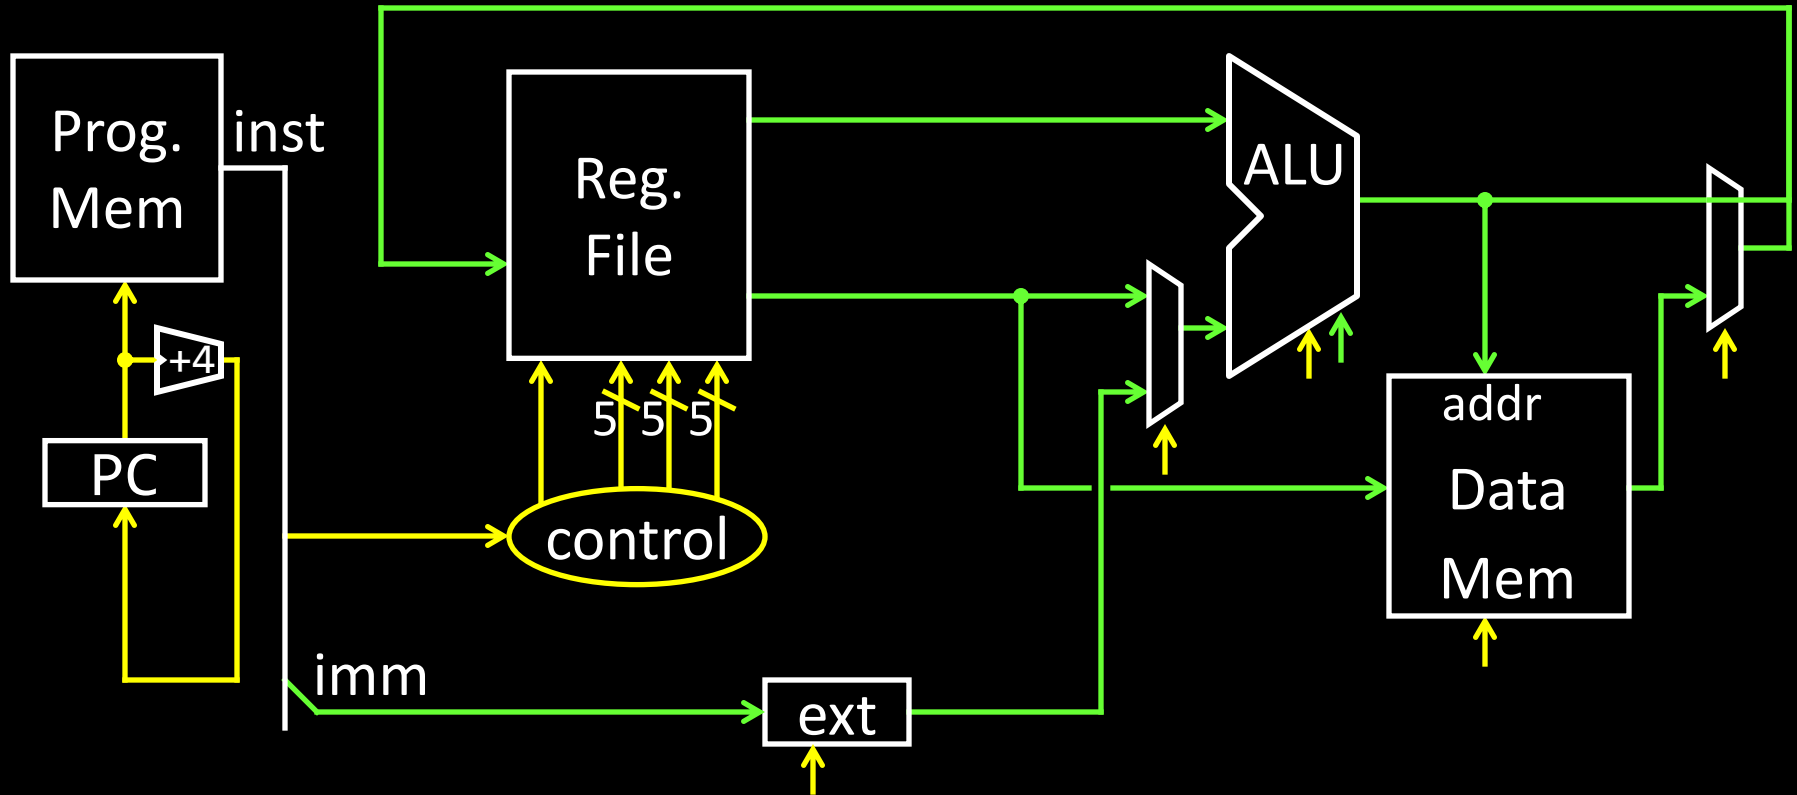 Prog.
Mem
inst
Reg.
File
ALU
+4
5 5 5
addr
PC
Data
control
Mem
imm
ext